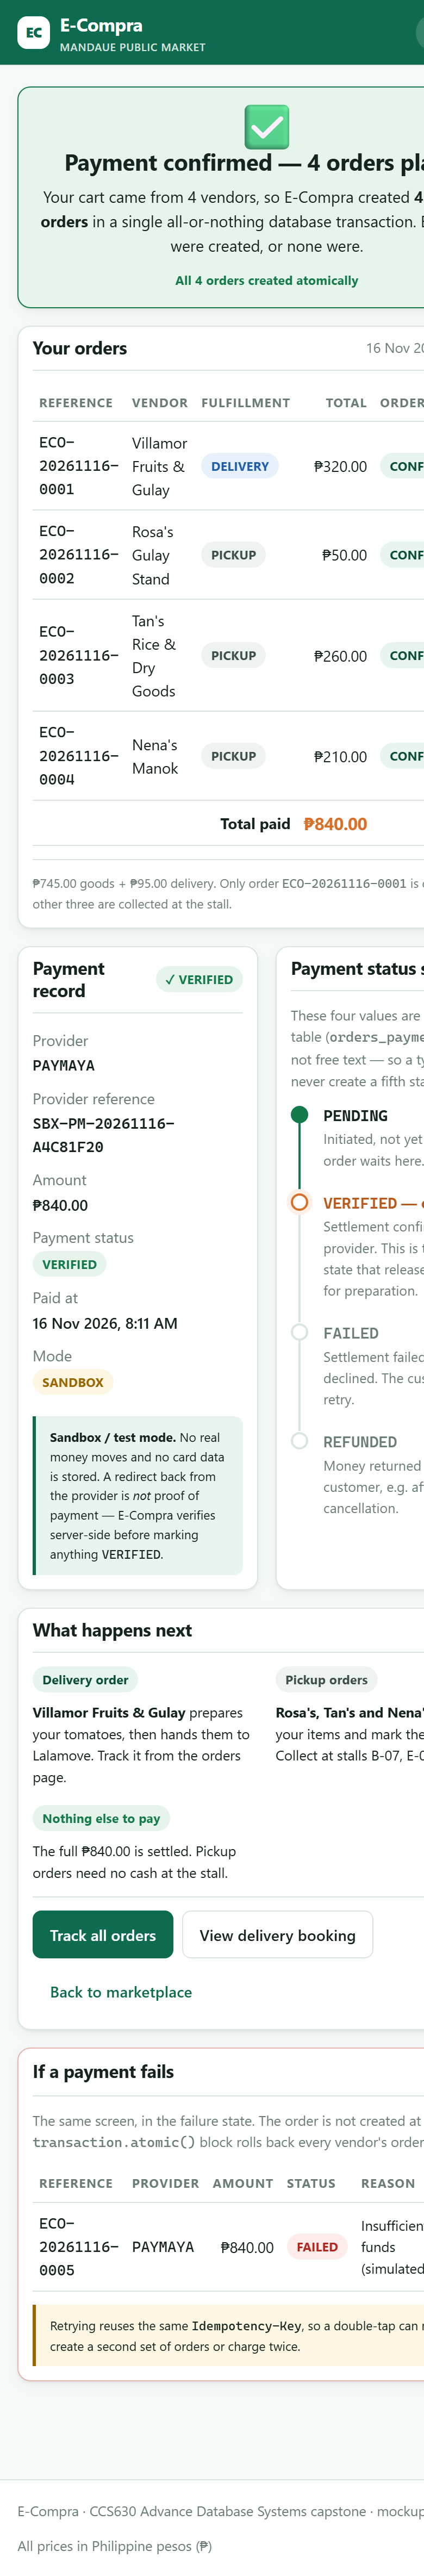 EC
E-Compra
MANDAUE PUBLIC MARKET
Payment confirmed — 4 orders pla
Your cart came from 4 vendors, so E-Compra created 4
orders in a single all-or-nothing database transaction. E
were created, or none were.
All 4 orders created atomically
Your orders
16 Nov 20
REFERENCE VENDOR FULFILLMENT TOTAL ORDER
ECO-
20261116-
0001
Villamor
Fruits &
Gulay
DELIVERY
₱320.00
CONF
ECO-
20261116-
0002
Rosa's
Gulay
Stand
PICKUP
₱50.00
CONF
ECO-
20261116-
0003
Tan's
Rice &
Dry
Goods
PICKUP
₱260.00
CONF
ECO-
20261116-
0004
Nena's
Manok
PICKUP
₱210.00
CONF
Total paid ₱840.00
₱745.00 goods + ₱95.00 delivery. Only order ECO-20261116-0001 is
other three are collected at the stall.
Payment
record
✓ VERIFIED
Provider
PAYMAYA
Provider reference
SBX-PM-20261116-
A4C81F20
Amount
₱840.00
Payment status
VERIFIED
Paid at
16 Nov 2026, 8:11 AM
Mode
SANDBOX
Sandbox / test mode. No real
money moves and no card data
is stored. A redirect back from
the provider is not proof of
payment — E-Compra verifies
server-side before marking
anything VERIFIED.
Payment status s
These four values are
table (orders_payme
not free text — so a ty
never create a fifth sta
PENDING
Initiated, not yet
order waits here.
VERIFIED —
Settlement confi
provider. This is t
state that release
for preparation.
FAILED
Settlement failed
declined. The cus
retry.
REFUNDED
Money returned
customer, e.g. af
cancellation.
What happens next
Delivery order
Villamor Fruits & Gulay prepares
your tomatoes, then hands them to
Lalamove. Track it from the orders
page.
Pickup orders
Rosa's, Tan's and Nena'
your items and mark the
Collect at stalls B-07, E-0
Nothing else to pay
The full ₱840.00 is settled. Pickup
orders need no cash at the stall.
Track all orders
View delivery booking
Back to marketplace
If a payment fails
The same screen, in the failure state. The order is not created at
transaction.atomic() block rolls back every vendor's order
REFERENCE PROVIDER AMOUNT STATUS REASON
ECO-
20261116-
0005
PAYMAYA
₱840.00
FAILED
Insufficien
funds
(simulated
Retrying reuses the same Idempotency-Key, so a double-tap can
create a second set of orders or charge twice.
E-Compra · CCS630 Advance Database Systems capstone · mockup
All prices in Philippine pesos (₱)